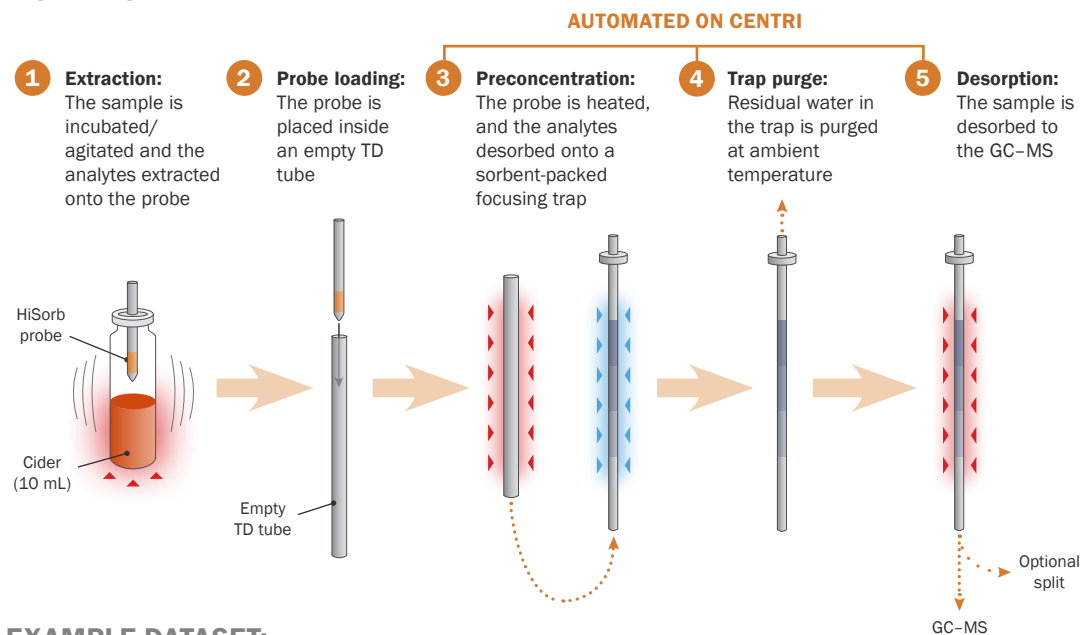 AUTOMATED ON CENTRI
1
Extraction:
The sample is
incubated/
agitated and the
analytes extracted
onto the probe
2
Probe loading:
The probe is
placed inside
an empty TD
tube
3
Preconcentration:
The probe is heated,
and the analytes
desorbed onto a
sorbent-packed
focusing trap
4
Trap purge:
Residual water in
the trap is purged
at ambient
temperature
5
Desorption:
The sample is
desorbed to
the GC–MS
HiSorb
probe
Cider
(10 mL)
Empty
TD tube
Optional
split
GC–MS
EXAMPLE DATASET: